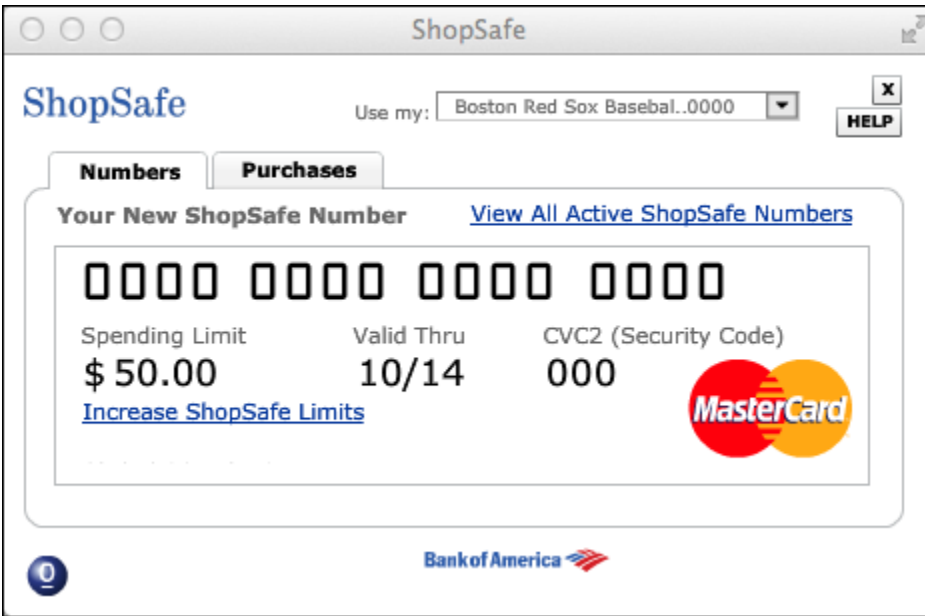 ShopSafe
ShopSafe
Use my: Boston Red Sox Basebal..0000
X
HELP
Numbers Purchases
Your New ShopSafe Number View All Active ShopSafe Numbers
0000 0000 0000 0000
Spending Limit Valid Thru CVC2 (Security Code)
$ 50.00 10/14 000
Increase ShopSafe Limits
MasterCard
O
Bank of America